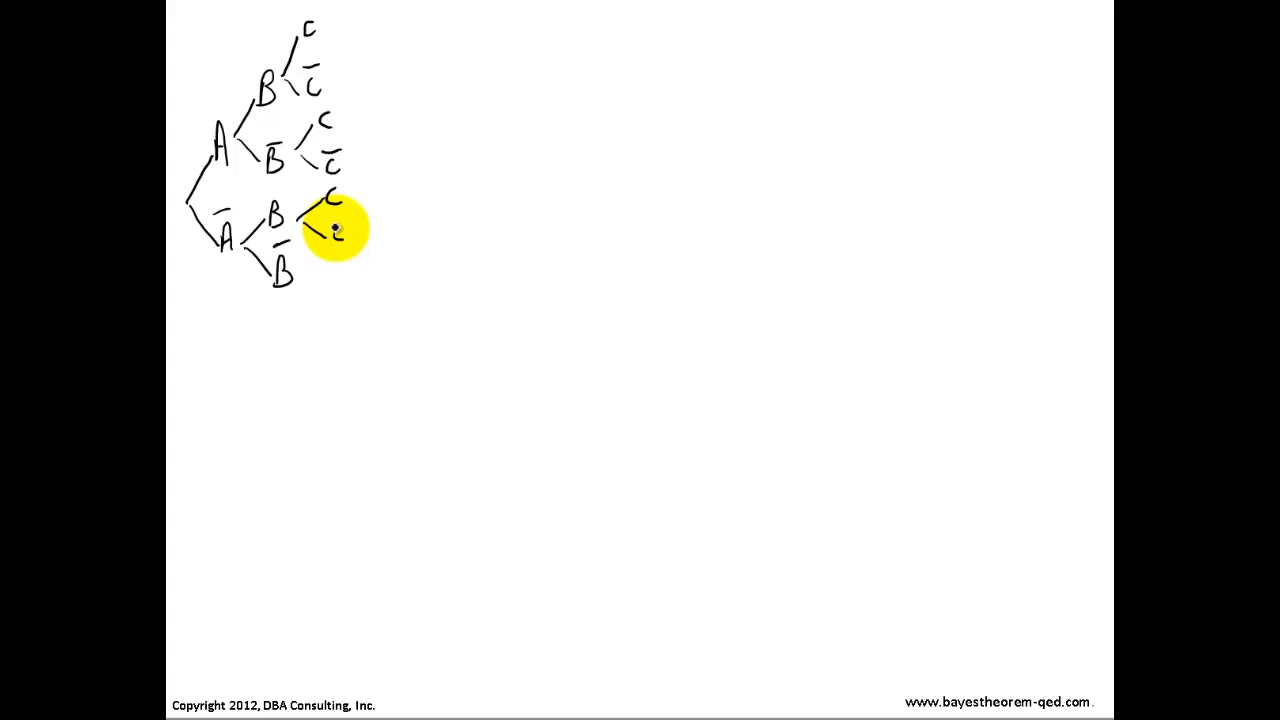 C
B C̅
A C
B̅ C̅
C
A̅ B C
B̅
Copyright 2012, DBA Consulting, Inc.
www.bayestheorem-qed.com.